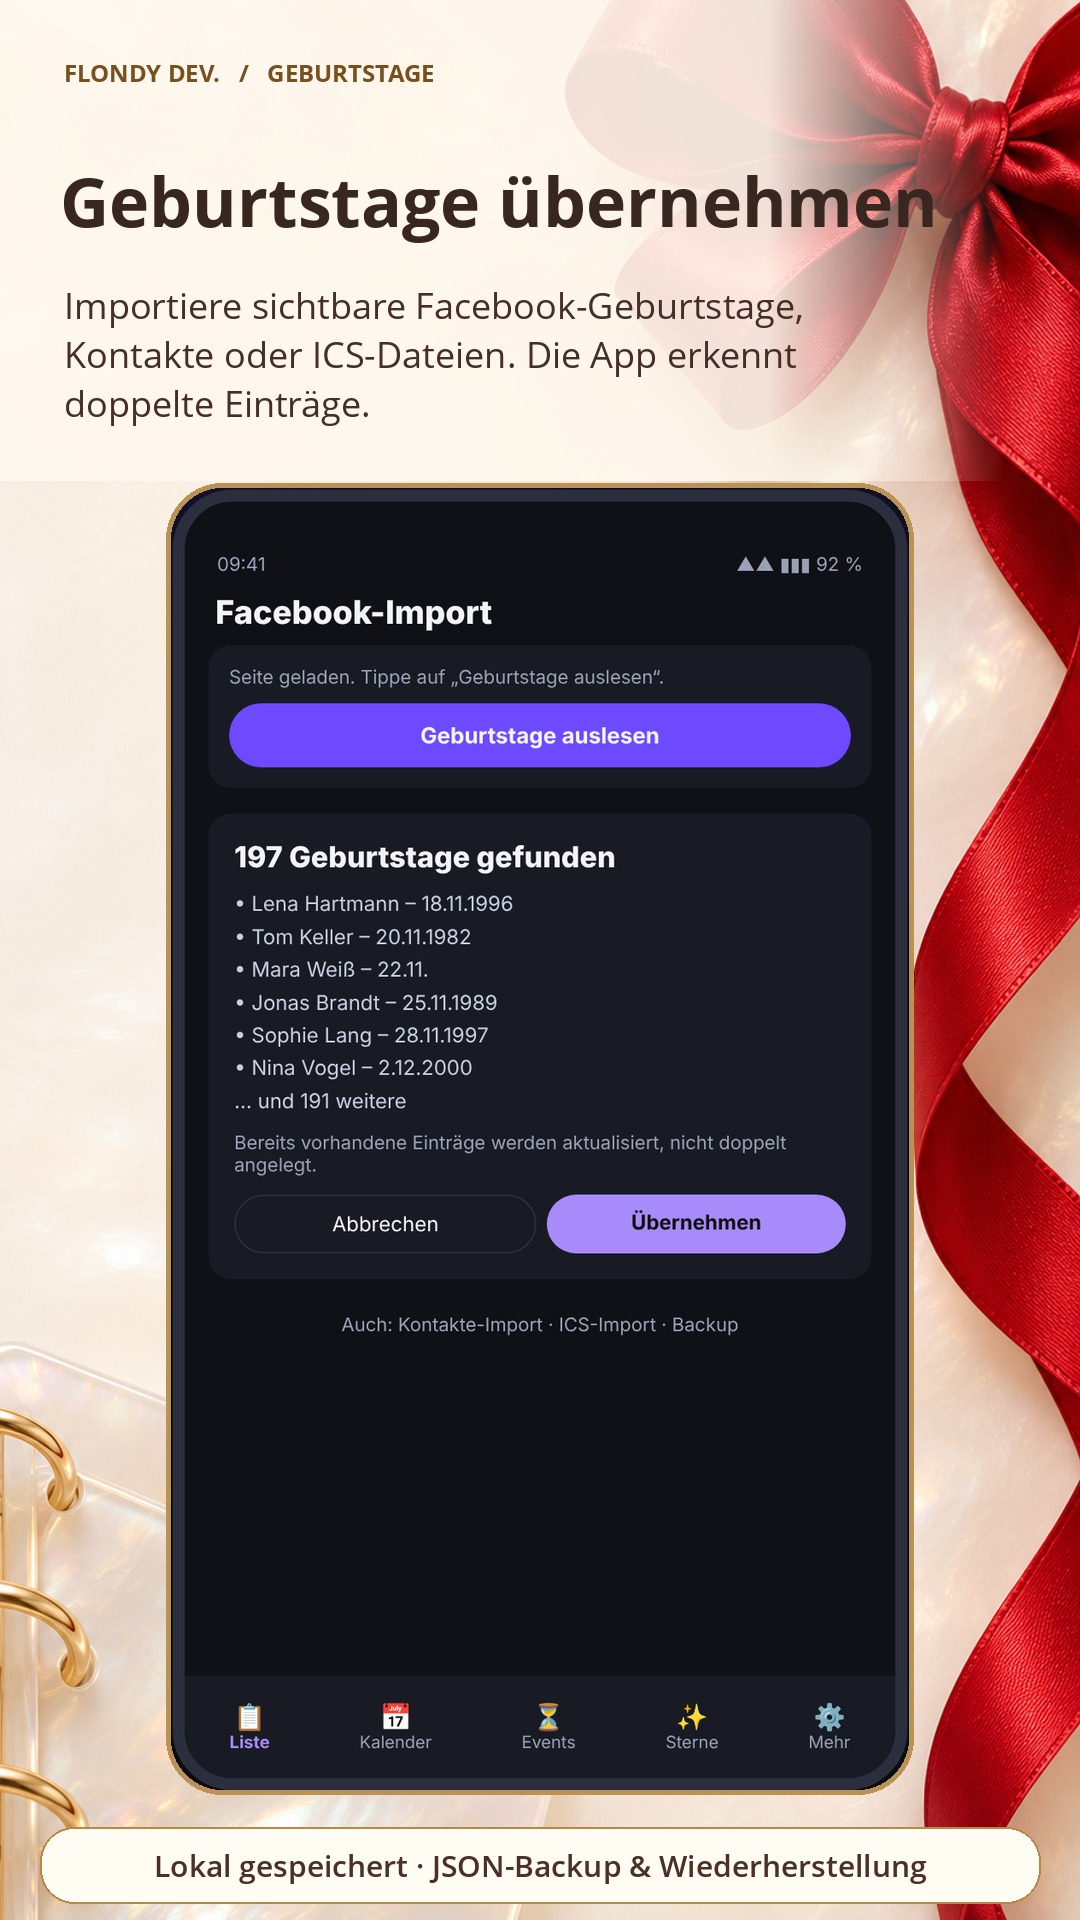 FLONDY DEV. / GEBURTSTAGE
Geburtstage übernehmen
Importiere sichtbare Facebook-Geburtstage,
Kontakte oder ICS-Dateien. Die App erkennt
doppelte Einträge.
09:41 92 %
Facebook-Import
Seite geladen. Tippe auf „Geburtstage auslesen“.
Geburtstage auslesen
197 Geburtstage gefunden
• Lena Hartmann – 18.11.1996
• Tom Keller – 20.11.1982
• Mara Weiß – 22.11.
• Jonas Brandt – 25.11.1989
• Sophie Lang – 28.11.1997
• Nina Vogel – 2.12.2000
... und 191 weitere
Bereits vorhandene Einträge werden aktualisiert, nicht doppelt
angelegt.
Abbrechen Übernehmen
Auch: Kontakte-Import · ICS-Import · Backup
July
17
Liste Kalender Events Sterne Mehr
Lokal gespeichert · JSON-Backup & Wiederherstellung